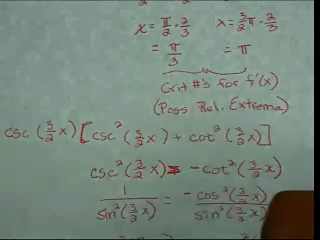 x = π/2 · 2/3   x = 3/2 π · 2/3
= π/3   = π
Crit #'s for f'(x)
(Poss Rel. Extrema)
csc(3/2 x) [csc²(3/2 x) + cot²(3/2 x)]
csc²(3/2 x) = -cot²(3/2 x)
1/sin²(3/2 x) = -cos²(3/2 x)/sin²(3/2 x)